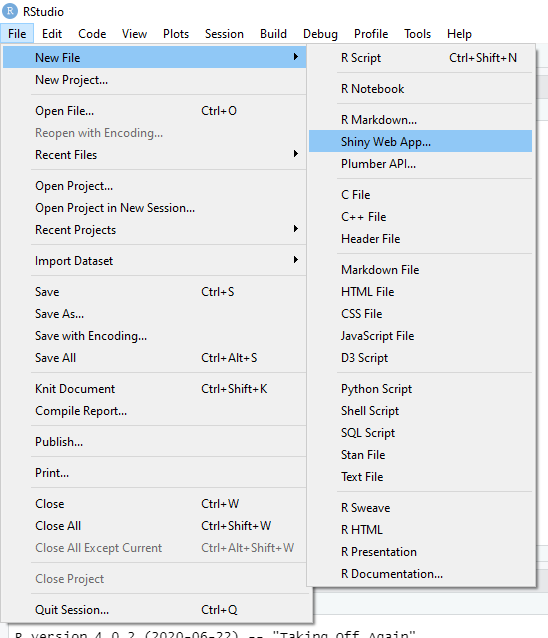 R RStudio
File Edit Code View Plots Session Build Debug Profile Tools Help
New File
New Project...
Open File... Ctrl+O
Reopen with Encoding...
Recent Files
Open Project...
Open Project in New Session...
Recent Projects
Import Dataset
Save Ctrl+S
Save As...
Save with Encoding...
Save All Ctrl+Alt+S
Knit Document Ctrl+Shift+K
Compile Report...
Publish...
Print...
Close Ctrl+W
Close All Ctrl+Shift+W
Close All Except Current Ctrl+Alt+Shift+W
Close Project
Quit Session... Ctrl+Q
R Script Ctrl+Shift+N
R Notebook
R Markdown...
Shiny Web App...
Plumber API...
C File
C++ File
Header File
Markdown File
HTML File
CSS File
JavaScript File
D3 Script
Python Script
Shell Script
SQL Script
Stan File
Text File
R Sweave
R HTML
R Presentation
R Documentation...
R version 4.0.2 (2020-06-22) -- "Taking Off Again"